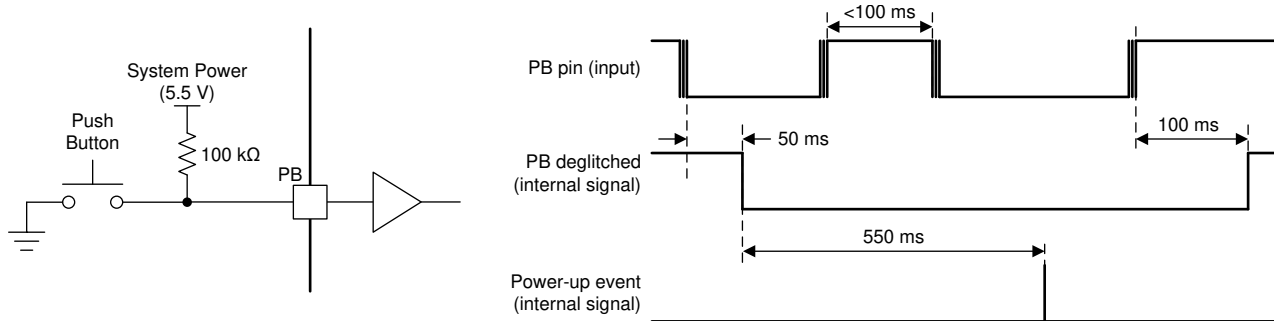 System Power
(5.5 V)
Push
Button
100 kΩ
PB
<100 ms
PB pin (input)
50 ms
100 ms
PB deglitched
(internal signal)
550 ms
Power-up event
(internal signal)